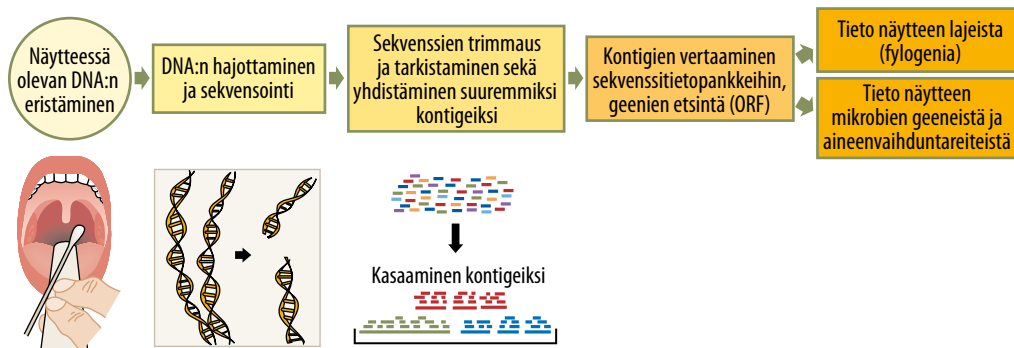 Näytteessä
olevan DNA:n
eristäminen
DNA:n hajottaminen
ja sekvensointi
Sekvenssien trimmaus
ja tarkistaminen sekä
yhdistäminen suuremmiksi
kontigeiksi
Kontigien vertaaminen
sekvenssitietopankkeihin,
geenien etsintä (ORF)
Tieto näytteen lajeista
(fylogenia)
Tieto näytteen
mikrobien geeneistä ja
aineenvaihduntareiteistä
Kasaaminen kontigeiksi